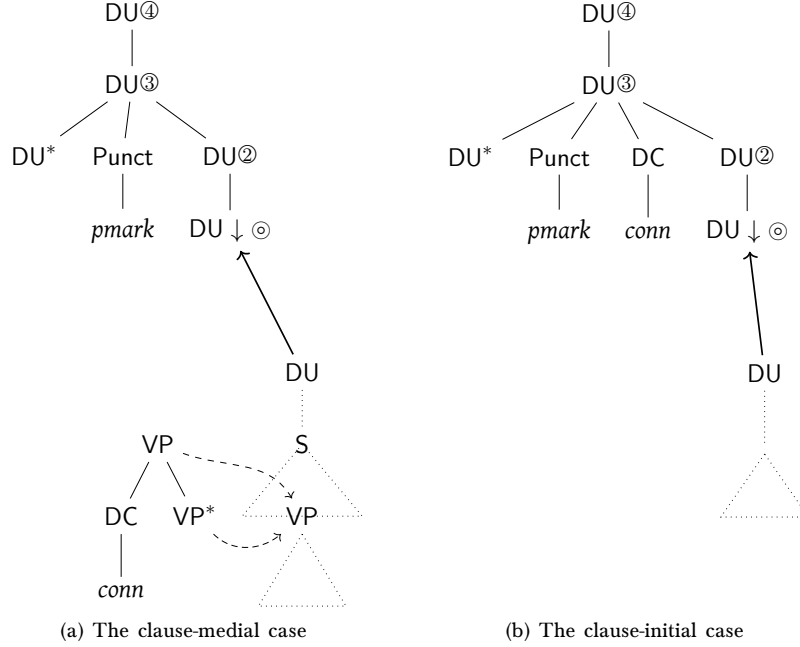 DU④ DU④
DU③ DU③
DU* Punct DU② DU* Punct DC DU②
pmark DU ↓ ◎ pmark conn DU ↓ ◎
DU DU
VP S
DC VP* VP
conn
(a) The clause-medial case (b) The clause-initial case